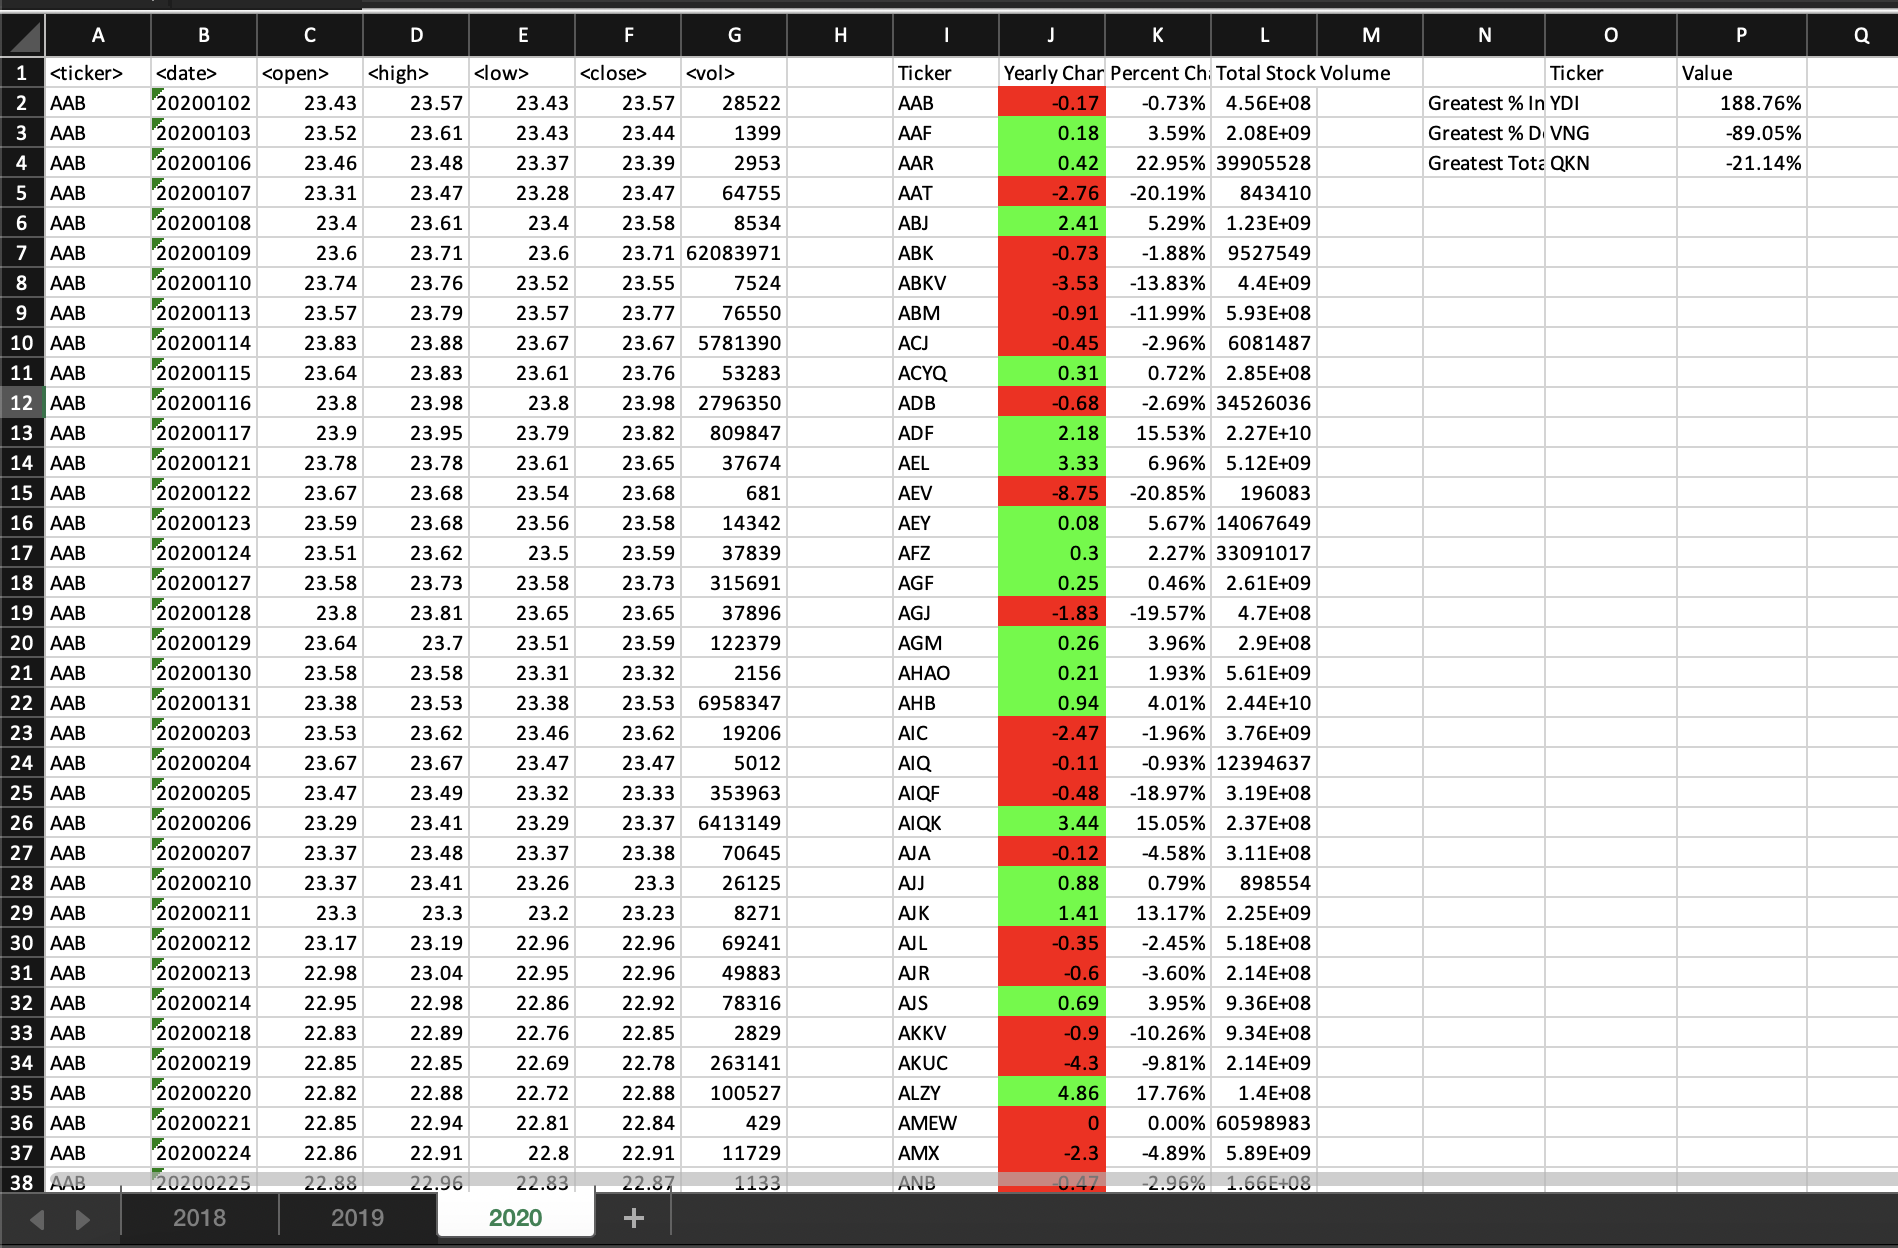 A B C D E F G H I J K L M N O P Q
1 <ticker> <date> <open> <high> <low> <close> <vol> Ticker Yearly Char Percent Ch Total Stock Volume Ticker Value
2 AAB 20200102 23.43 23.57 23.43 23.57 28522 AAB -0.17 -0.73% 4.56E+08 Greatest % In YDI 188.76%
3 AAB 20200103 23.52 23.61 23.43 23.44 1399 AAF 0.18 3.59% 2.08E+09 Greatest % D VNG -89.05%
4 AAB 20200106 23.46 23.48 23.37 23.39 2953 AAR 0.42 22.95% 39905528 Greatest Tota QKN -21.14%
5 AAB 20200107 23.31 23.47 23.28 23.47 64755 AAT -2.76 -20.19% 843410
6 AAB 20200108 23.4 23.61 23.4 23.58 8534 ABJ 2.41 5.29% 1.23E+09
7 AAB 20200109 23.6 23.71 23.6 23.71 62083971 ABK -0.73 -1.88% 9527549
8 AAB 20200110 23.74 23.76 23.52 23.55 7524 ABKV -3.53 -13.83% 4.4E+09
9 AAB 20200113 23.57 23.79 23.57 23.77 76550 ABM -0.91 -11.99% 5.93E+08
10 AAB 20200114 23.83 23.88 23.67 23.67 5781390 ACJ -0.45 -2.96% 6081487
11 AAB 20200115 23.64 23.83 23.61 23.76 53283 ACYQ 0.31 0.72% 2.85E+08
12 AAB 20200116 23.8 23.98 23.8 23.98 2796350 ADB -0.68 -2.69% 34526036
13 AAB 20200117 23.9 23.95 23.79 23.82 809847 ADF 2.18 15.53% 2.27E+10
14 AAB 20200121 23.78 23.78 23.61 23.65 37674 AEL 3.33 6.96% 5.12E+09
15 AAB 20200122 23.67 23.68 23.54 23.68 681 AEV -8.75 -20.85% 196083
16 AAB 20200123 23.59 23.68 23.56 23.58 14342 AEY 0.08 5.67% 14067649
17 AAB 20200124 23.51 23.62 23.5 23.59 37839 AFZ 0.3 2.27% 33091017
18 AAB 20200127 23.58 23.73 23.58 23.73 315691 AGF 0.25 0.46% 2.61E+09
19 AAB 20200128 23.8 23.81 23.65 23.65 37896 AGJ -1.83 -19.57% 4.7E+08
20 AAB 20200129 23.64 23.7 23.51 23.59 122379 AGM 0.26 3.96% 2.9E+08
21 AAB 20200130 23.58 23.58 23.31 23.32 2156 AHAO 0.21 1.93% 5.61E+09
22 AAB 20200131 23.38 23.53 23.38 23.53 6958347 AHB 0.94 4.01% 2.44E+10
23 AAB 20200203 23.53 23.62 23.46 23.62 19206 AIC -2.47 -1.96% 3.76E+09
24 AAB 20200204 23.67 23.67 23.47 23.47 5012 AIQ -0.11 -0.93% 12394637
25 AAB 20200205 23.47 23.49 23.32 23.33 353963 AIQF -0.48 -18.97% 3.19E+08
26 AAB 20200206 23.29 23.41 23.29 23.37 6413149 AIQK 3.44 15.05% 2.37E+08
27 AAB 20200207 23.37 23.48 23.37 23.38 70645 AJA -0.12 -4.58% 3.11E+08
28 AAB 20200210 23.37 23.41 23.26 23.3 26125 AJJ 0.88 0.79% 898554
29 AAB 20200211 23.3 23.3 23.2 23.23 8271 AJK 1.41 13.17% 2.25E+09
30 AAB 20200212 23.17 23.19 22.96 22.96 69241 AJL -0.35 -2.45% 5.18E+08
31 AAB 20200213 22.98 23.04 22.95 22.96 49883 AJR -0.6 -3.60% 2.14E+08
32 AAB 20200214 22.95 22.98 22.86 22.92 78316 AJS 0.69 3.95% 9.36E+08
33 AAB 20200218 22.83 22.89 22.76 22.85 2829 AKKV -0.9 -10.26% 9.34E+08
34 AAB 20200219 22.85 22.85 22.69 22.78 263141 AKUC -4.3 -9.81% 2.14E+09
35 AAB 20200220 22.82 22.88 22.72 22.88 100527 ALZY 4.86 17.76% 1.4E+08
36 AAB 20200221 22.85 22.94 22.81 22.84 429 AMEW 0 0.00% 60598983
37 AAB 20200224 22.86 22.91 22.8 22.91 11729 AMX -2.3 -4.89% 5.89E+09
38 AAB 20200225 22.88 22.96 22.83 22.87 1133 ANB -0.47 -2.96% 1.66E+08
2018 2019 2020 +